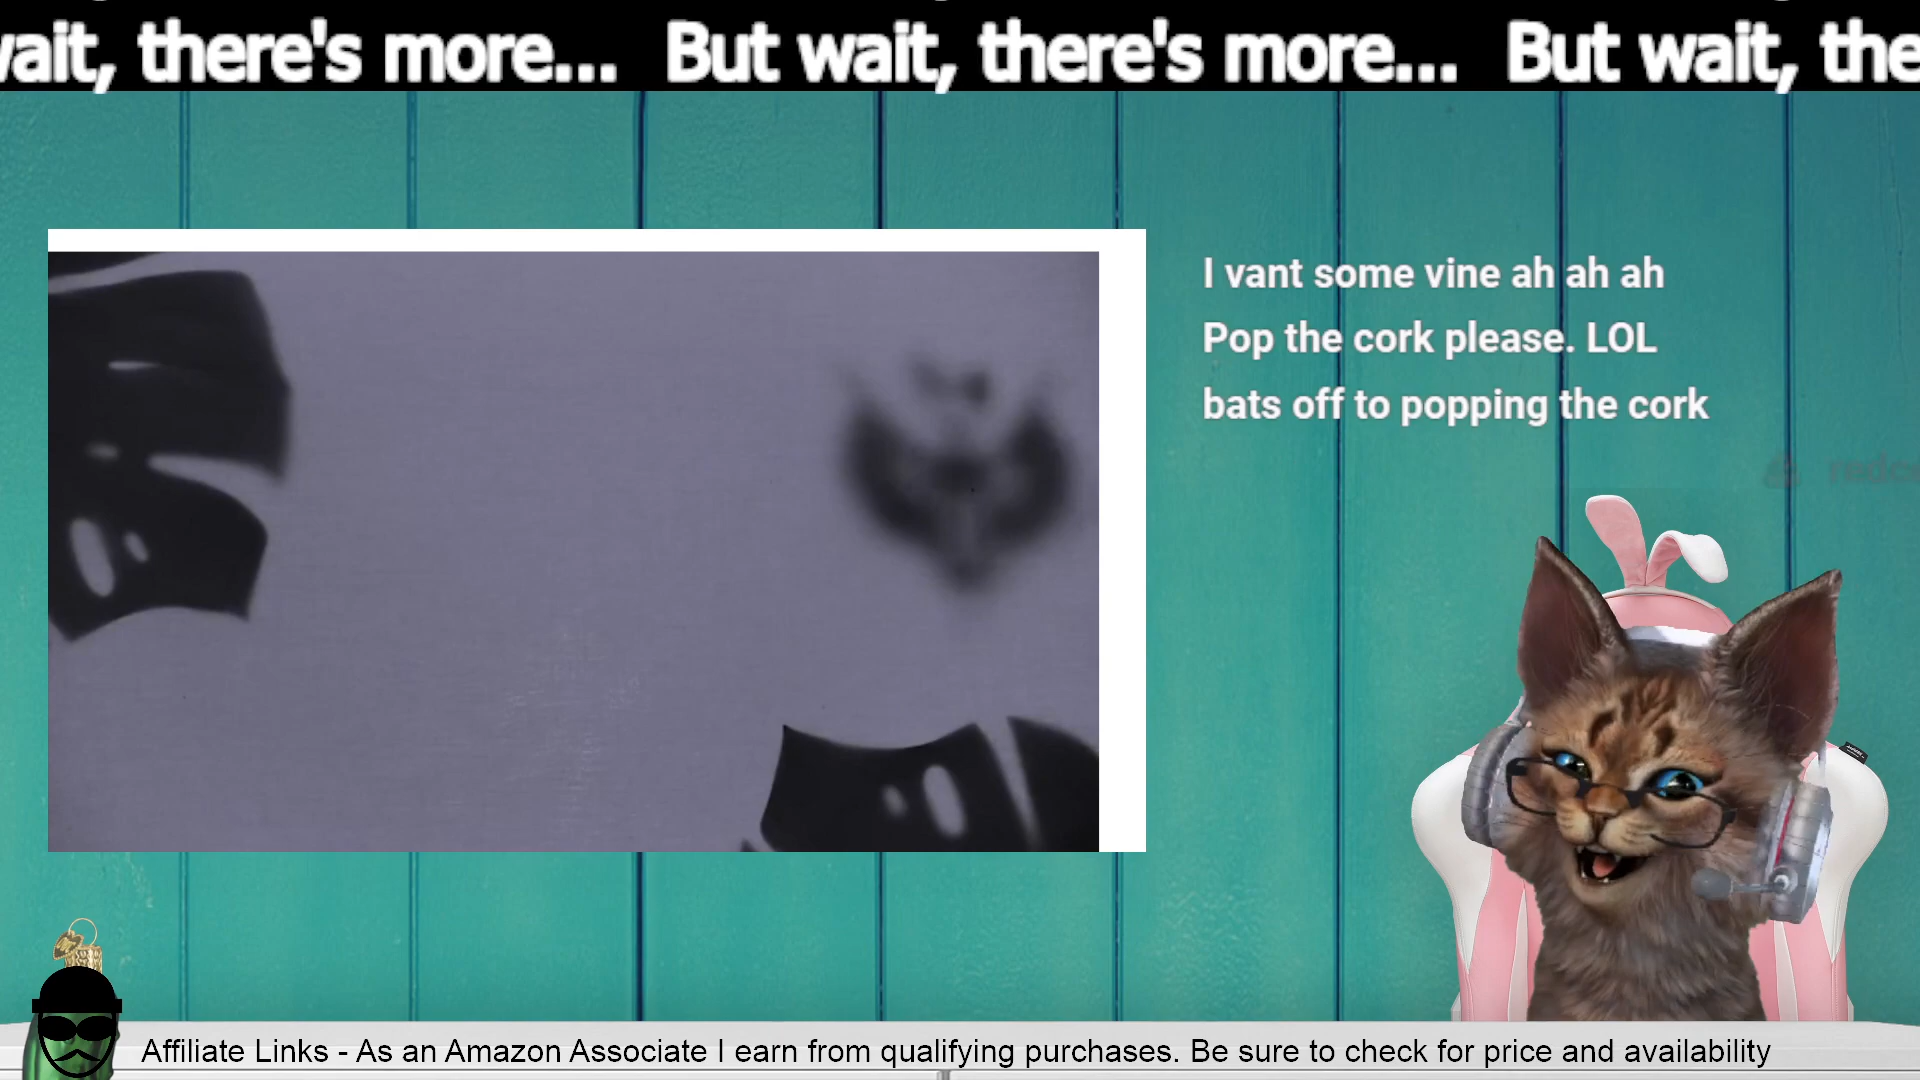 wait, there's more... But wait, there's more... But wait, the
I vant some vine ah ah ah
Pop the cork please. LOL
bats off to popping the cork
Affiliate Links - As an Amazon Associate I earn from qualifying purchases. Be sure to check for price and availability